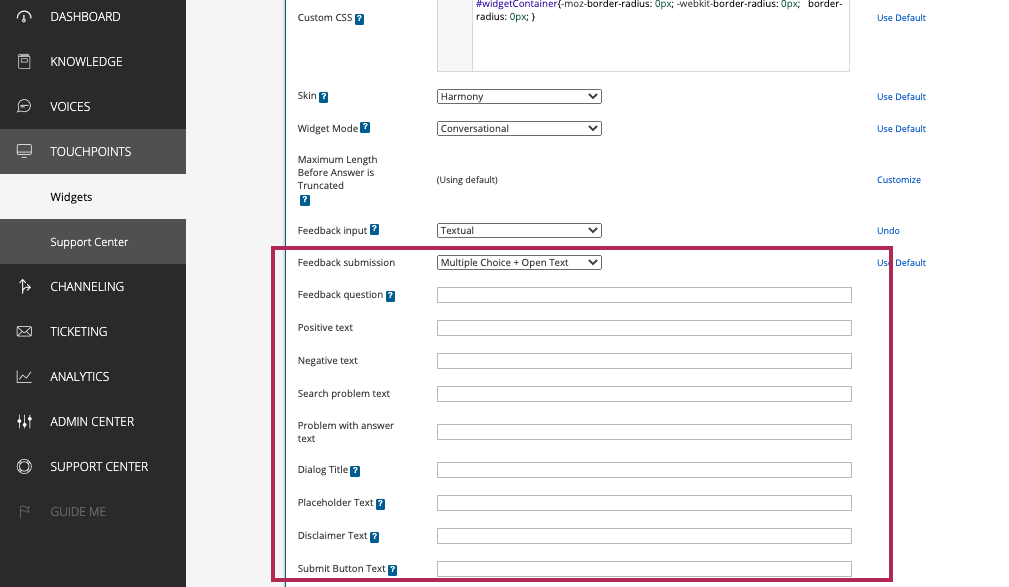 DASHBOARD
KNOWLEDGE
VOICES
TOUCHPOINTS
Widgets
Support Center
CHANNELING
TICKETING
ANALYTICS
ADMIN CENTER
SUPPORT CENTER
GUIDE ME
Custom CSS ?
#widgetContainer{-moz-border-radius: 0px; -webkit-border-radius: 0px; border-
radius: 0px; }
Use Default
Skin ?
Harmony
Use Default
Widget Mode ?
Conversational
Use Default
Maximum Length
Before Answer is
Truncated
?
(Using default)
Customize
Feedback input ?
Textual
Undo
Feedback submission
Multiple Choice + Open Text
Use Default
Feedback question ?
Positive text
Negative text
Search problem text
Problem with answer
text
Dialog Title ?
Placeholder Text ?
Disclaimer Text ?
Submit Button Text ?